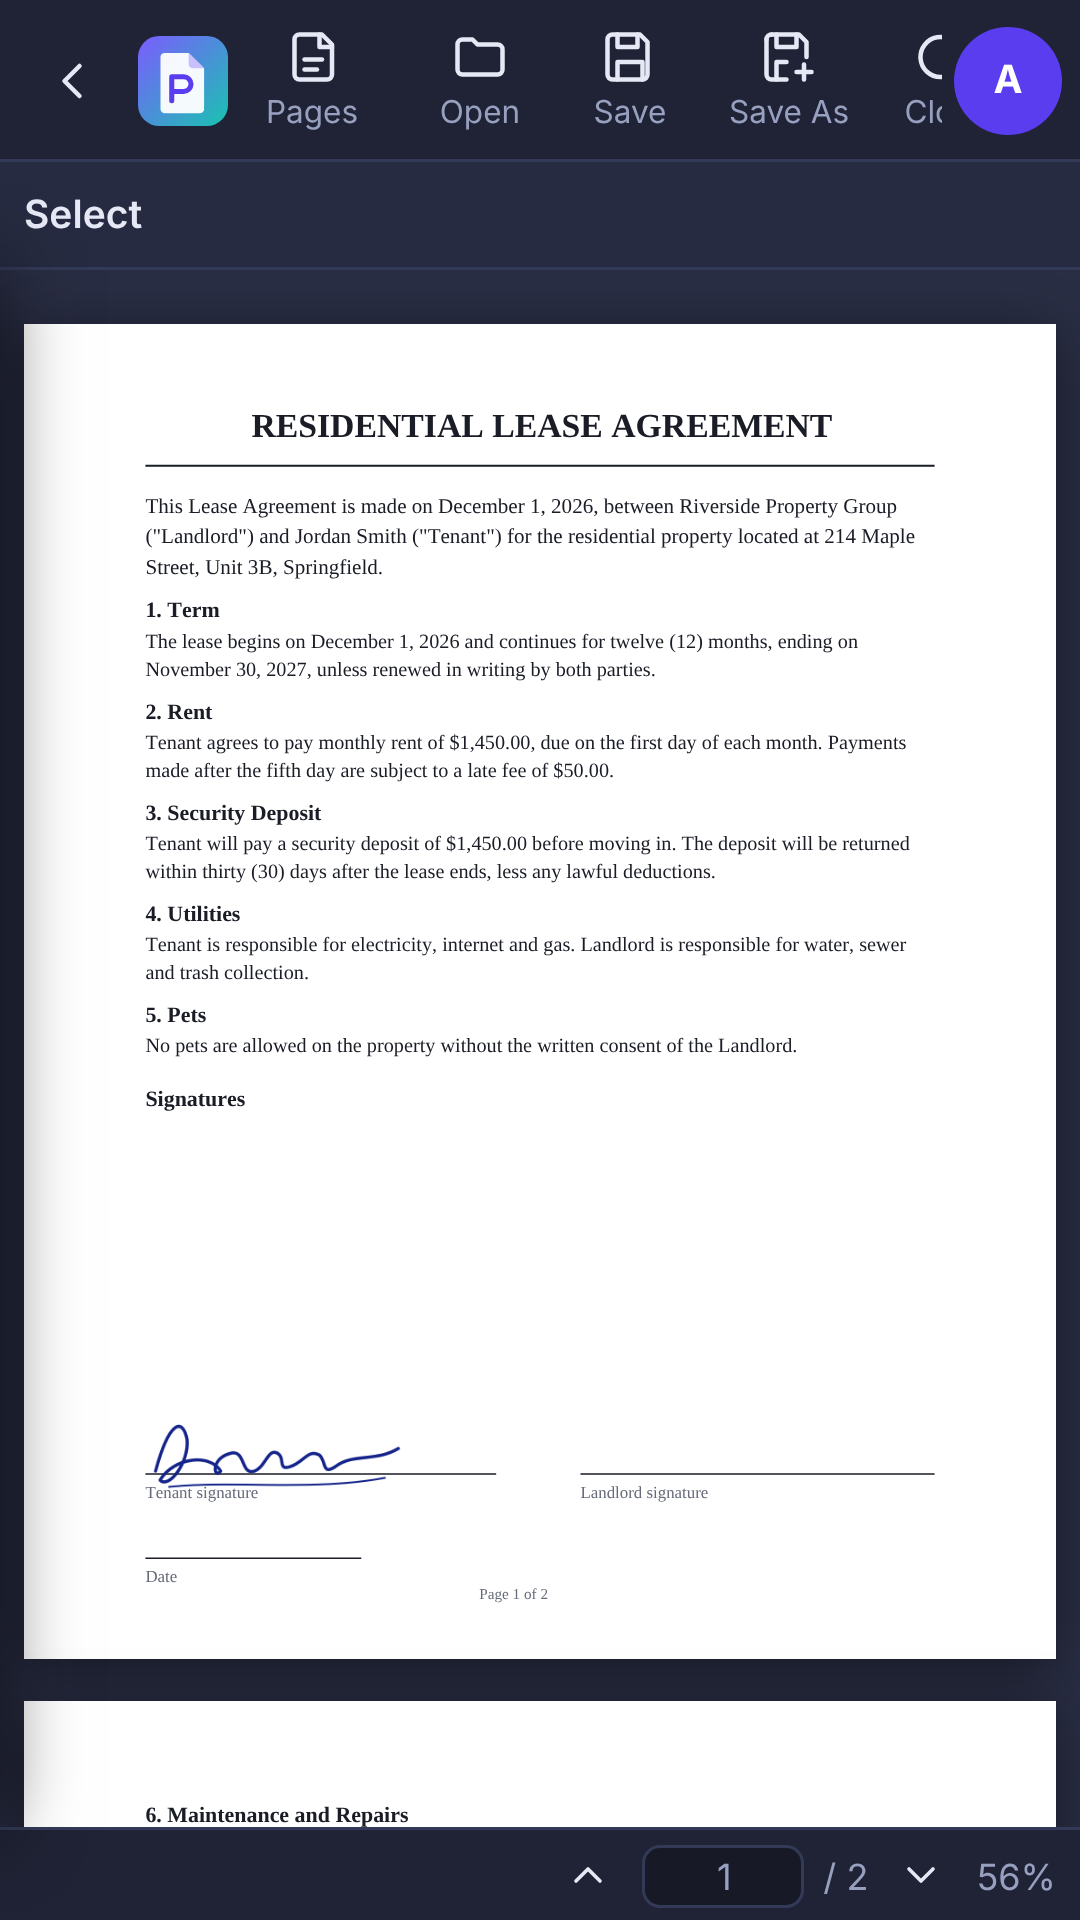 P
Pages
Open
Save
Save As
A
Select
RESIDENTIAL LEASE AGREEMENT
This Lease Agreement is made on December 1, 2026, between Riverside Property Group
("Landlord") and Jordan Smith ("Tenant") for the residential property located at 214 Maple
Street, Unit 3B, Springfield.
1. Term
The lease begins on December 1, 2026 and continues for twelve (12) months, ending on
November 30, 2027, unless renewed in writing by both parties.
2. Rent
Tenant agrees to pay monthly rent of $1,450.00, due on the first day of each month. Payments
made after the fifth day are subject to a late fee of $50.00.
3. Security Deposit
Tenant will pay a security deposit of $1,450.00 before moving in. The deposit will be returned
within thirty (30) days after the lease ends, less any lawful deductions.
4. Utilities
Tenant is responsible for electricity, internet and gas. Landlord is responsible for water, sewer
and trash collection.
5. Pets
No pets are allowed on the property without the written consent of the Landlord.
Signatures
Tenant signature
Landlord signature
Date
Page 1 of 2
6. Maintenance and Repairs
1 / 2
56%